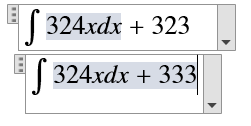 ∫ 324xdx + 323
∫ 324xdx + 333